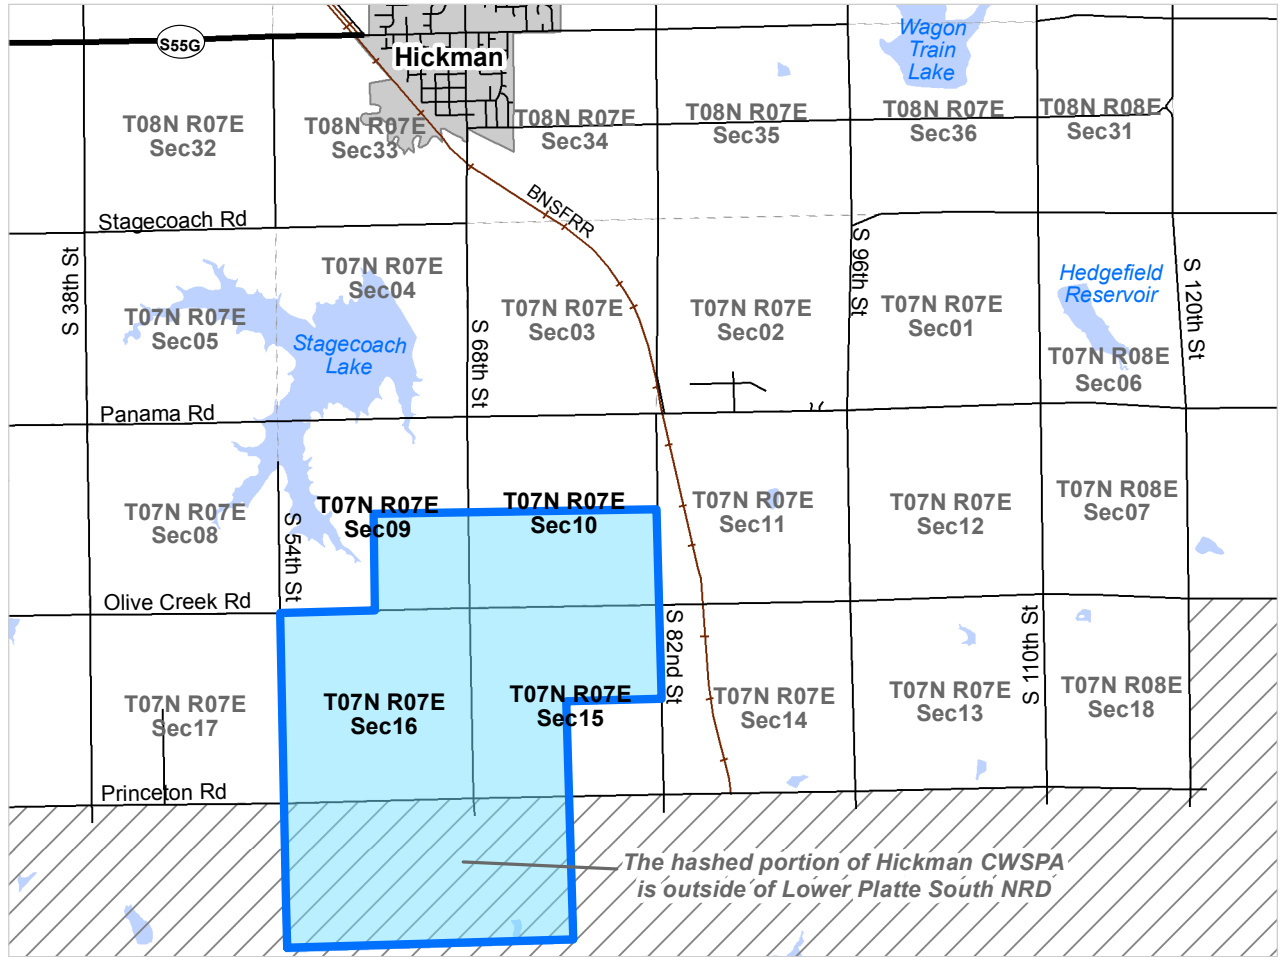 Wagon
Train
Lake
S55G
Hickman
T08N R07E
Sec32
T08N R07E
Sec33
T08N R07E
Sec34
T08N R07E
Sec35
T08N R07E
Sec36
T08N R08E
Sec31
Stagecoach Rd
BNSFRR
S 38th St
T07N R07E
Sec05
T07N R07E
Sec04
Stagecoach
Lake
S 68th St
T07N R07E
Sec03
T07N R07E
Sec02
S 96th St
T07N R07E
Sec01
Hedgefield
Reservoir
T07N R08E
Sec06
S 120th St
Panama Rd
T07N R07E
Sec08
S 54th St
T07N R07E
Sec09
T07N R07E
Sec10
T07N R07E
Sec11
T07N R07E
Sec12
T07N R08E
Sec07
Olive Creek Rd
T07N R07E
Sec17
T07N R07E
Sec16
T07N R07E
Sec15
S 82nd St
T07N R07E
Sec14
T07N R07E
Sec13
S 110th St
T07N R08E
Sec18
Princeton Rd
The hashed portion of Hickman CWSPA
is outside of Lower Platte South NRD